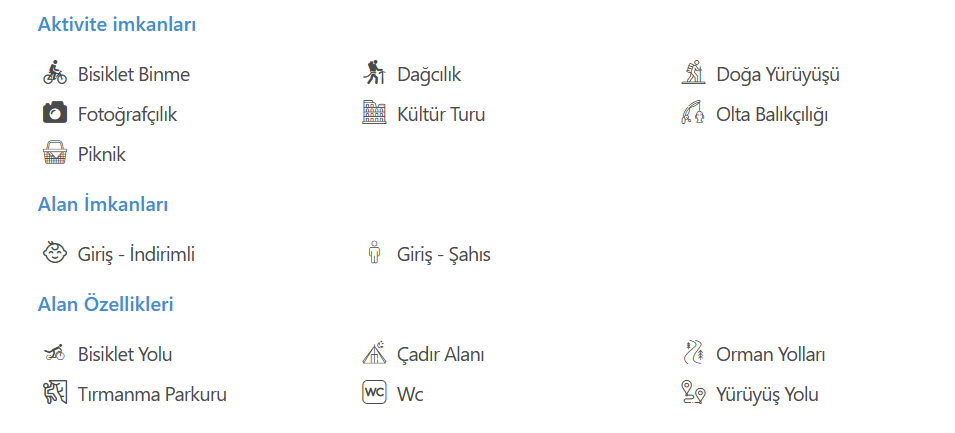 Aktivite imkanları
Bisiklet Binme Dağcılık Doğa Yürüyüşü
Fotoğrafçılık Kültür Turu Olta Balıkçılığı
Piknik
Alan İmkanları
Giriş - İndirimli Giriş - Şahıs
Alan Özellikleri
Bisiklet Yolu Çadır Alanı Orman Yolları
Tırmanma Parkuru WC Wc Yürüyüş Yolu